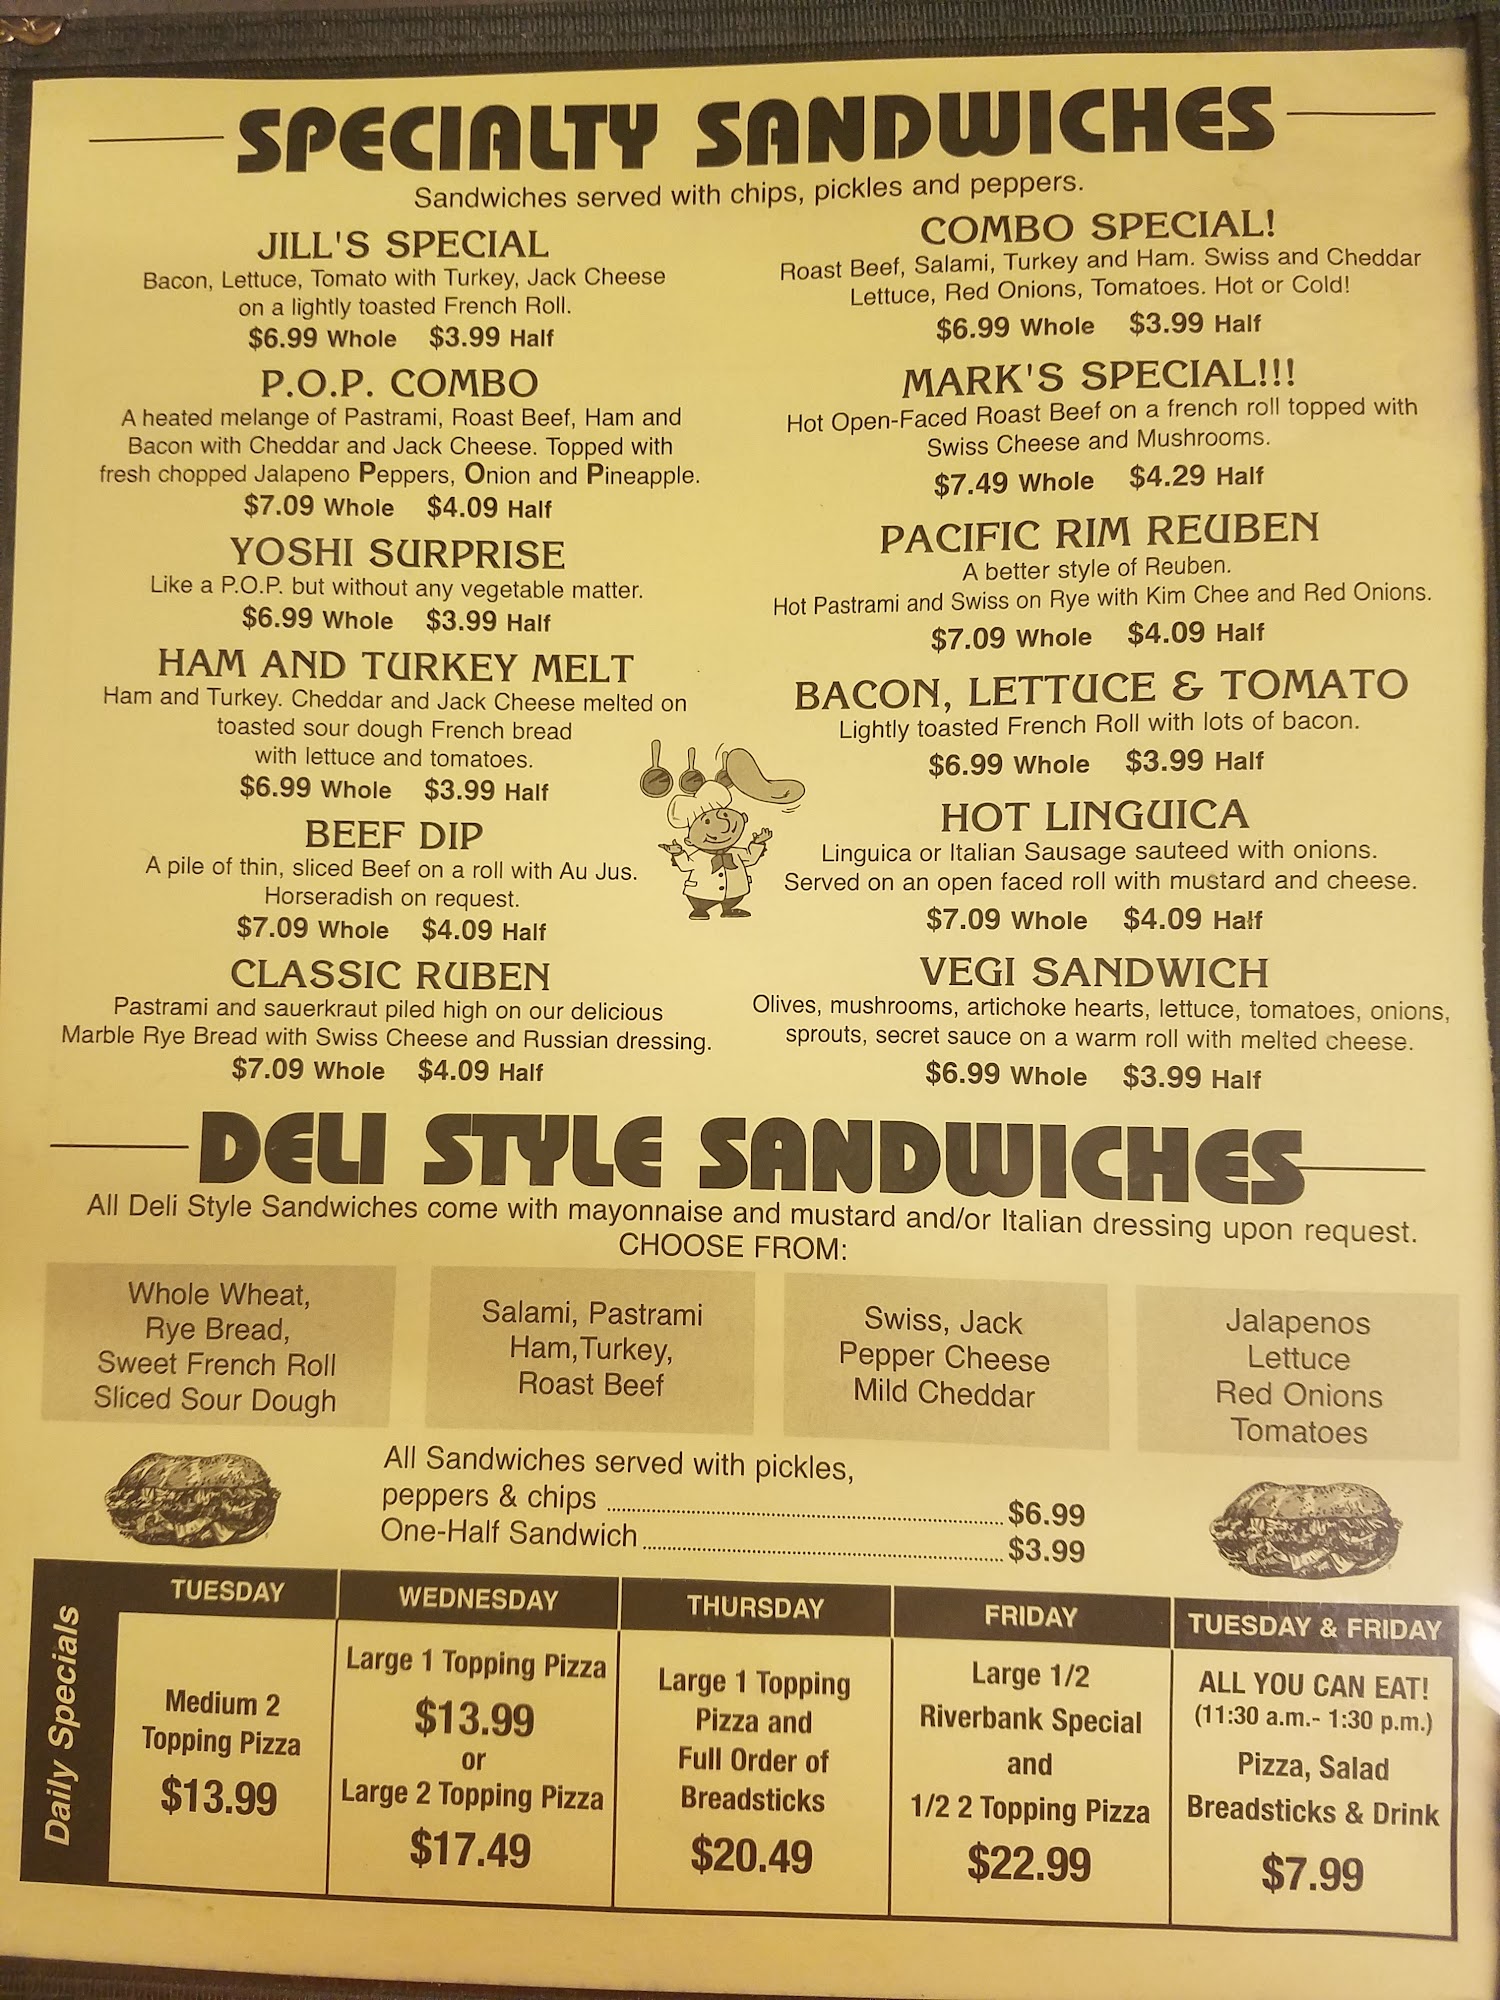 SPECIALTY SANDWICHES
Sandwiches served with chips, pickles and peppers.
JILL'S SPECIAL
Bacon, Lettuce, Tomato with Turkey, Jack Cheese
on a lightly toasted French Roll.
$6.99 Whole $3.99 Half
P.O.P. COMBO
A heated melange of Pastrami, Roast Beef, Ham and
Bacon with Cheddar and Jack Cheese. Topped with
fresh chopped Jalapeno Peppers, Onion and Pineapple.
$7.09 Whole $4.09 Half
YOSHI SURPRISE
Like a P.O.P. but without any vegetable matter.
$6.99 Whole $3.99 Half
HAM AND TURKEY MELT
Ham and Turkey. Cheddar and Jack Cheese melted on
toasted sour dough French bread
with lettuce and tomatoes.
$6.99 Whole $3.99 Half
BEEF DIP
A pile of thin, sliced Beef on a roll with Au Jus.
Horseradish on request.
$7.09 Whole $4.09 Half
CLASSIC RUBEN
Pastrami and sauerkraut piled high on our delicious
Marble Rye Bread with Swiss Cheese and Russian dressing.
$7.09 Whole $4.09 Half
COMBO SPECIAL!
Roast Beef, Salami, Turkey and Ham. Swiss and Cheddar
Lettuce, Red Onions, Tomatoes. Hot or Cold!
$6.99 Whole $3.99 Half
MARK'S SPECIAL!!!
Hot Open-Faced Roast Beef on a french roll topped with
Swiss Cheese and Mushrooms.
$7.49 Whole $4.29 Half
PACIFIC RIM REUBEN
A better style of Reuben.
Hot Pastrami and Swiss on Rye with Kim Chee and Red Onions.
$7.09 Whole $4.09 Half
BACON, LETTUCE & TOMATO
Lightly toasted French Roll with lots of bacon.
$6.99 Whole $3.99 Half
HOT LINGUICA
Linguica or Italian Sausage sauteed with onions.
Served on an open faced roll with mustard and cheese.
$7.09 Whole $4.09 Half
VEGI SANDWICH
Olives, mushrooms, artichoke hearts, lettuce, tomatoes, onions,
sprouts, secret sauce on a warm roll with melted cheese.
$6.99 Whole $3.99 Half
DELI STYLE SANDWICHES
All Deli Style Sandwiches come with mayonnaise and mustard and/or Italian dressing upon request.
CHOOSE FROM:
Whole Wheat,
Rye Bread,
Sweet French Roll
Sliced Sour Dough
Salami, Pastrami
Ham,Turkey,
Roast Beef
Swiss, Jack
Pepper Cheese
Mild Cheddar
Jalapenos
Lettuce
Red Onions
Tomatoes
All Sandwiches served with pickles,
peppers & chips $6.99
One-Half Sandwich $3.99
Daily Specials
TUESDAY
Medium 2
Topping Pizza
$13.99
WEDNESDAY
Large 1 Topping Pizza
$13.99
or
Large 2 Topping Pizza
$17.49
THURSDAY
Large 1 Topping
Pizza and
Full Order of
Breadsticks
$20.49
FRIDAY
Large 1/2
Riverbank Special
and
1/2 2 Topping Pizza
$22.99
TUESDAY & FRIDAY
ALL YOU CAN EAT!
(11:30 a.m.- 1:30 p.m.)
Pizza, Salad
Breadsticks & Drink
$7.99